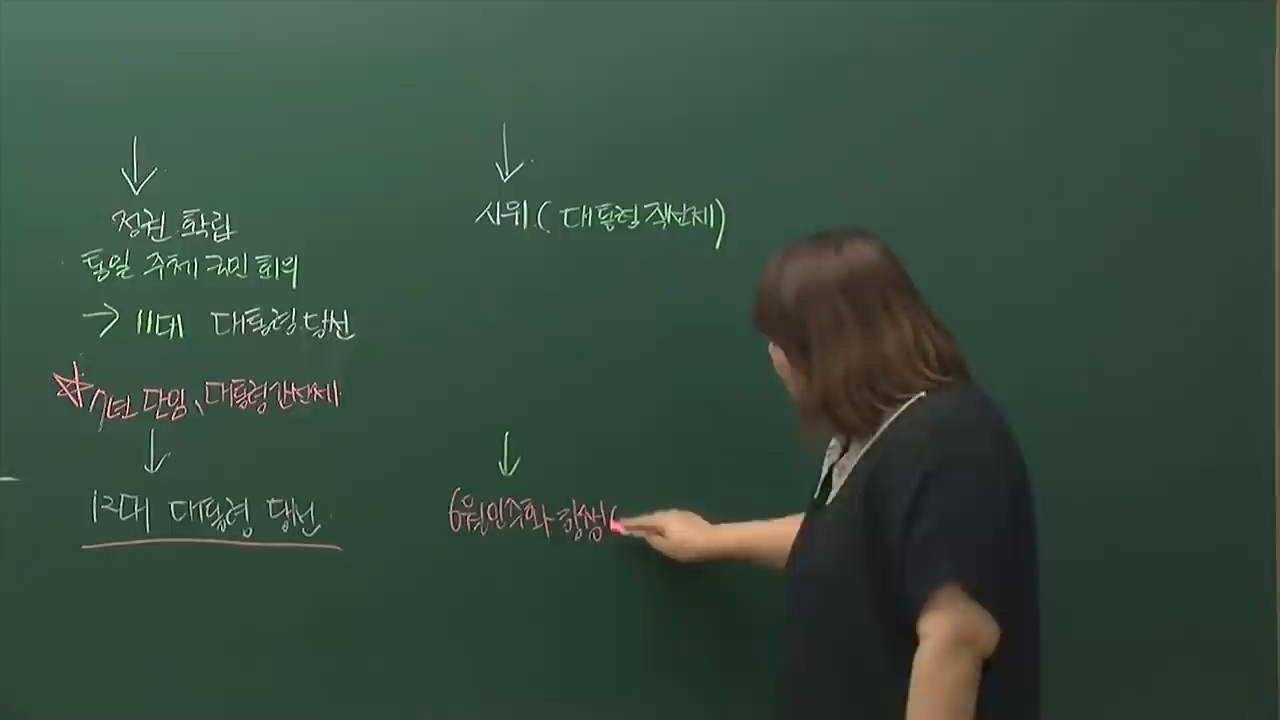 정권 확립
통일 주체 국민 회의
→ 11대 대통령 당선
☆ 7년 단임, 대통령 간선제
12대 대통령 당선
시위 ( 대통령 직선제 )
6월 민주화 항쟁 (